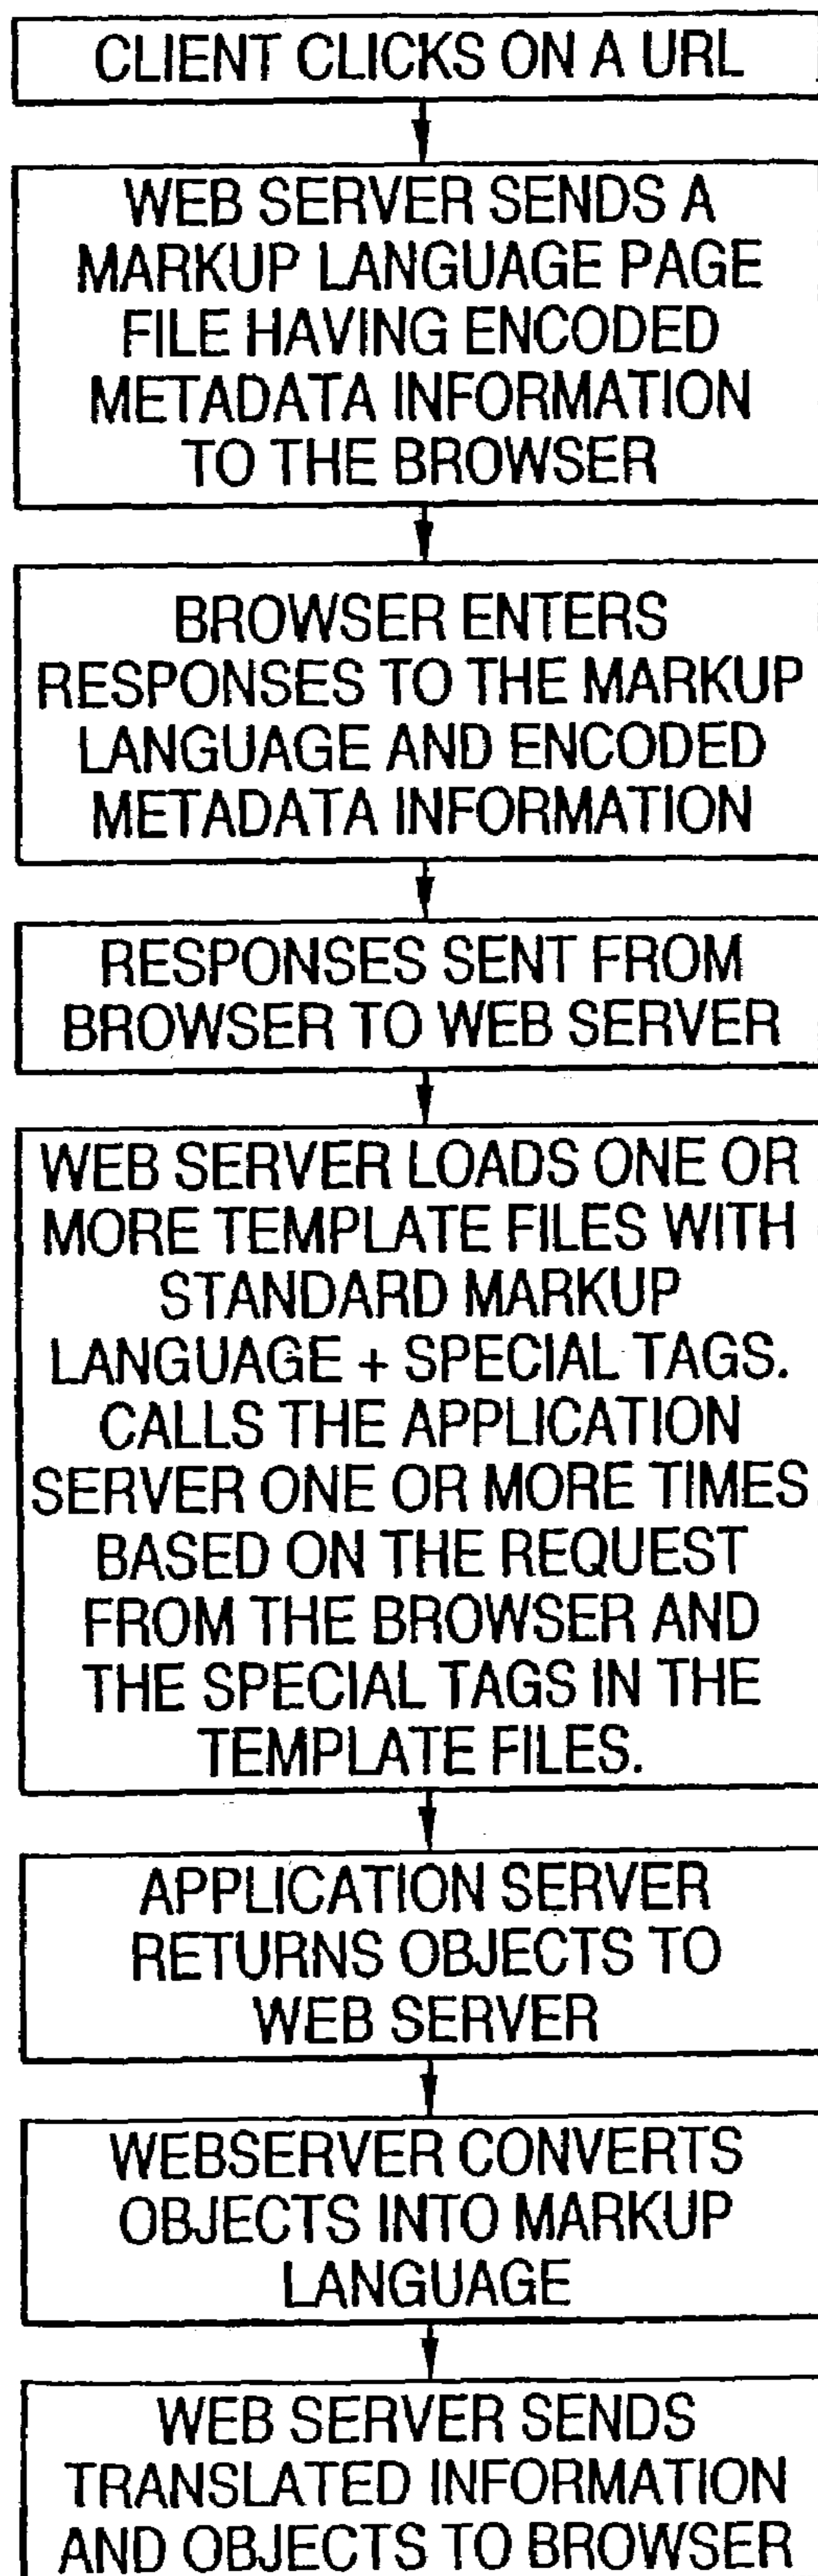 CLIENT CLICKS ON A URL
WEB SERVER SENDS A
MARKUP LANGUAGE PAGE
FILE HAVING ENCODED
METADATA INFORMATION
TO THE BROWSER
BROWSER ENTERS
RESPONSES TO THE MARKUP
LANGUAGE AND ENCODED
METADATA INFORMATION
RESPONSES SENT FROM
BROWSER TO WEB SERVER
WEB SERVER LOADS ONE OR
MORE TEMPLATE FILES WITH
STANDARD MARKUP
LANGUAGE + SPECIAL TAGS.
CALLS THE APPLICATION
SERVER ONE OR MORE TIMES
BASED ON THE REQUEST
FROM THE BROWSER AND
THE SPECIAL TAGS IN THE
TEMPLATE FILES.
APPLICATION SERVER
RETURNS OBJECTS TO
WEB SERVER
WEBSERVER CONVERTS
OBJECTS INTO MARKUP
LANGUAGE
WEB SERVER SENDS
TRANSLATED INFORMATION
AND OBJECTS TO BROWSER